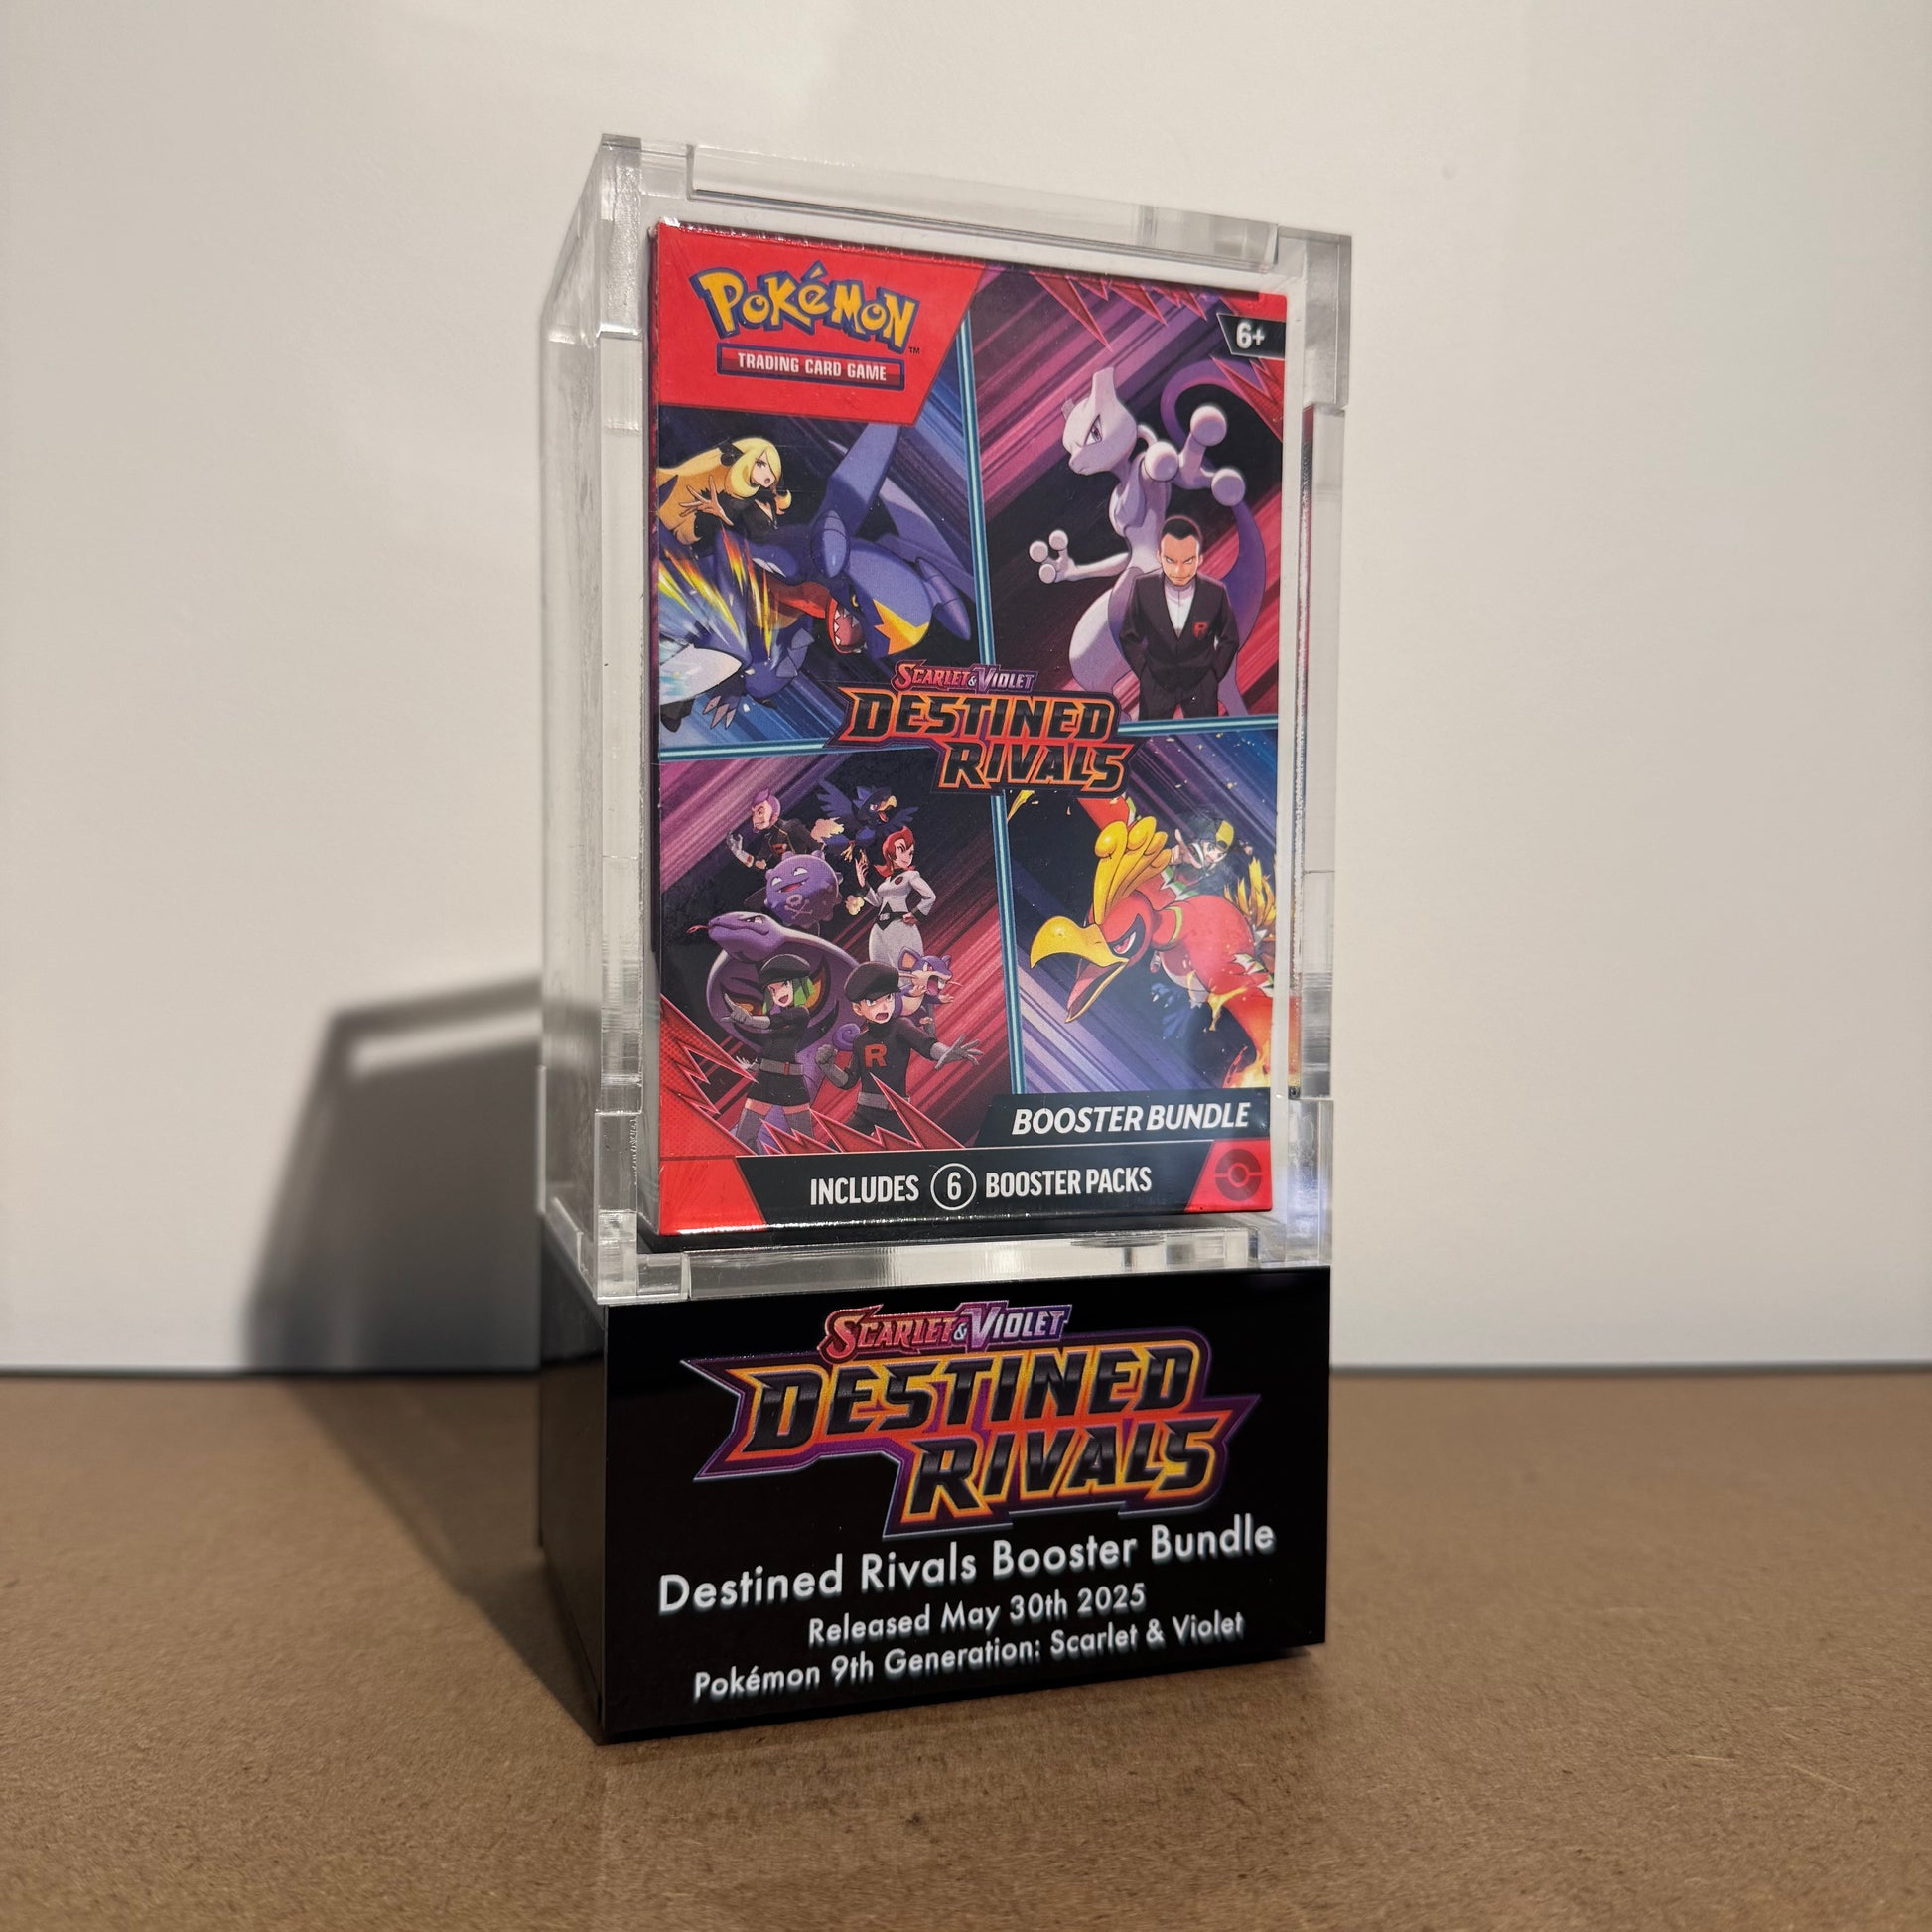 POKéMON™
TRADING CARD GAME
6+
R
SCARLET & VIOLET
DESTINED
RIVALS
R
BOOSTER BUNDLE
INCLUDES 6 BOOSTER PACKS
SCARLET & VIOLET
DESTINED
RIVALS
Destined Rivals Booster Bundle
Released May 30th 2025
Pokémon 9th Generation: Scarlet & Violet